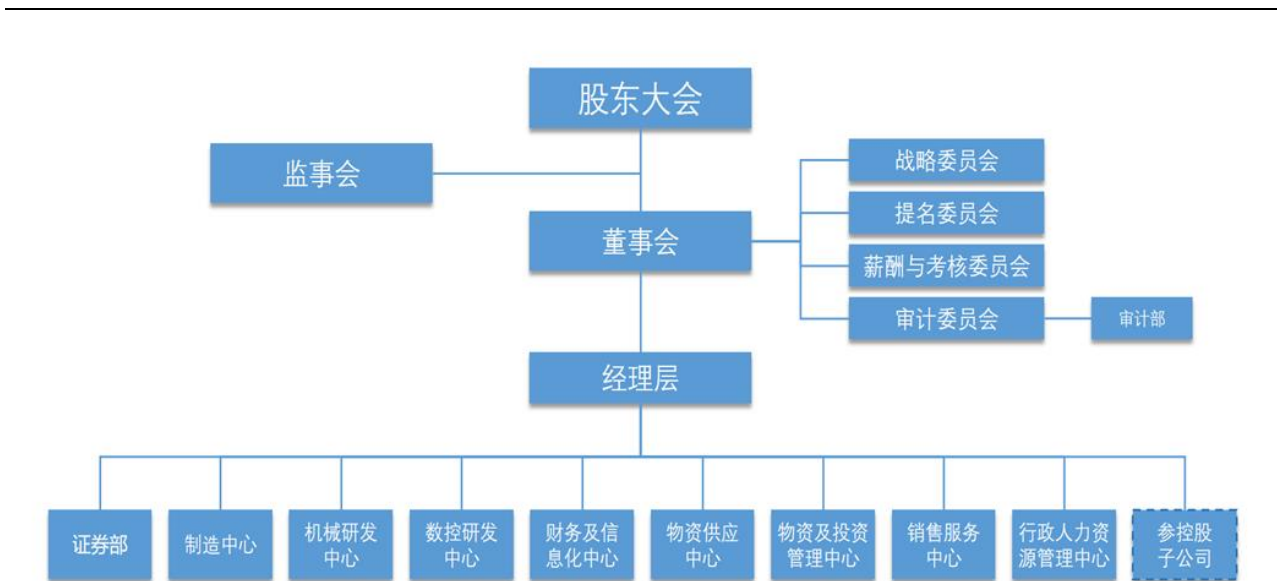 股东大会
监事会
董事会
战略委员会
提名委员会
薪酬与考核委员会
审计委员会
审计部
经理层
证券部
制造中心
机械研发
中心
数控研发
中心
财务及信
息化中心
物资供应
中心
物资及投资
管理中心
销售服务
中心
行政人力资
源管理中心
参控股
子公司